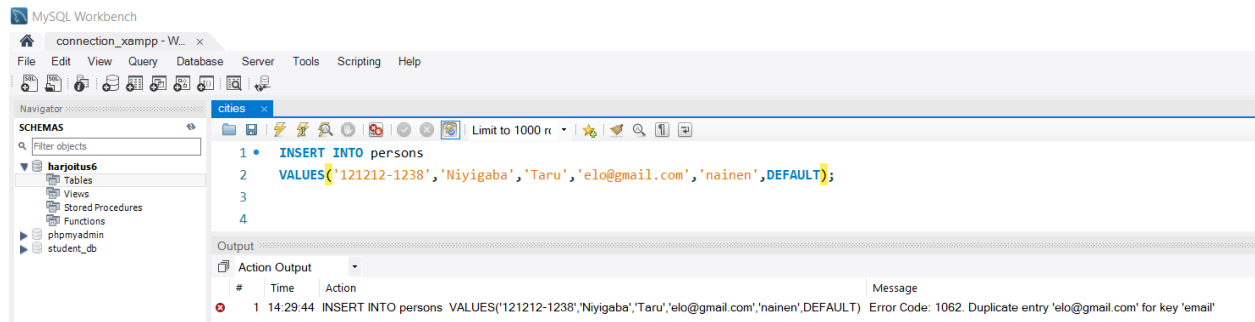 MySQL Workbench
connection_xampp - W... ×
File Edit View Query Database Server Tools Scripting Help
Navigator
SCHEMAS
Filter objects
harjoitus6
Tables
Views
Stored Procedures
Functions
phpmyadmin
student_db
cities ×
Limit to 1000 rc
1 INSERT INTO persons
2 VALUES('121212-1238','Niyigaba','Taru','elo@gmail.com','nainen',DEFAULT);
3
4
Output
Action Output
# Time Action Message
1 14:29:44 INSERT INTO persons VALUES('121212-1238','Niyigaba','Taru','elo@gmail.com','nainen',DEFAULT) Error Code: 1062. Duplicate entry 'elo@gmail.com' for key 'email'